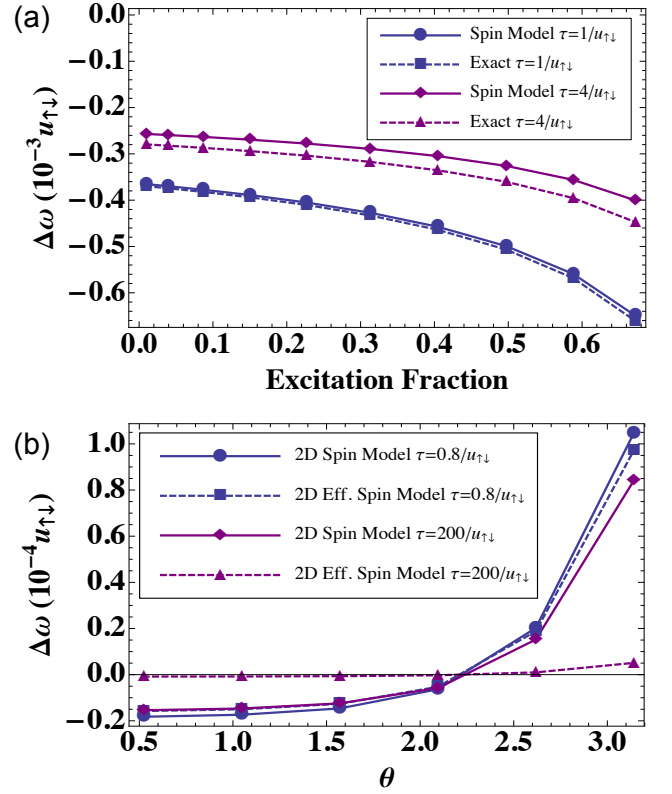 (a)
Δω (10⁻³ u↑↓)
−0.0
−0.1
−0.2
−0.3
−0.4
−0.5
−0.6
Spin Model τ=1/u↑↓
Exact τ=1/u↑↓
Spin Model τ=4/u↑↓
Exact τ=4/u↑↓
0.0 0.1 0.2 0.3 0.4 0.5 0.6
Excitation Fraction
(b)
Δω (10⁻⁴ u↑↓)
1.0
0.8
0.6
0.4
0.2
0.0
−0.2
2D Spin Model τ=0.8/u↑↓
2D Eff. Spin Model τ=0.8/u↑↓
2D Spin Model τ=200/u↑↓
2D Eff. Spin Model τ=200/u↑↓
0.5 1.0 1.5 2.0 2.5 3.0
θ